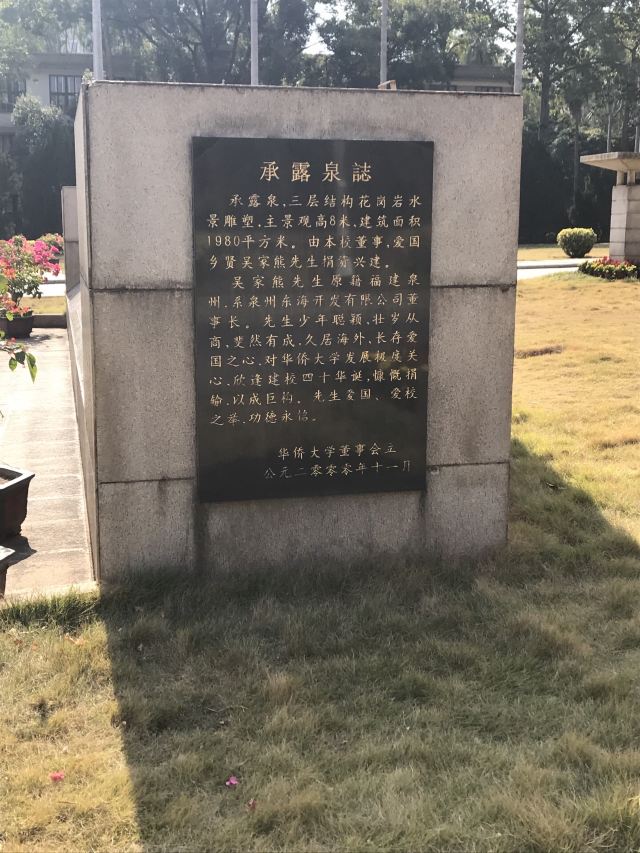 承露泉誌
承露泉，三层结构花岗岩水
景雕塑，主景观高8米，建筑面积
1980平方米。由本校董事，爱国
乡贤吴家熊先生捐资兴建。
吴家熊先生原籍福建泉
州，系泉州东海开发有限公司董
事长。先生少年聪颖，壮岁从
商，斐然有成，久居海外，长存爱
国之心，对华侨大学发展极度关
心，欣逢建校四十华诞，慷慨捐
输，以成巨构。先生爱国、爱校
之举，功德永信。
华侨大学董事会立
公元二零零零年十一月